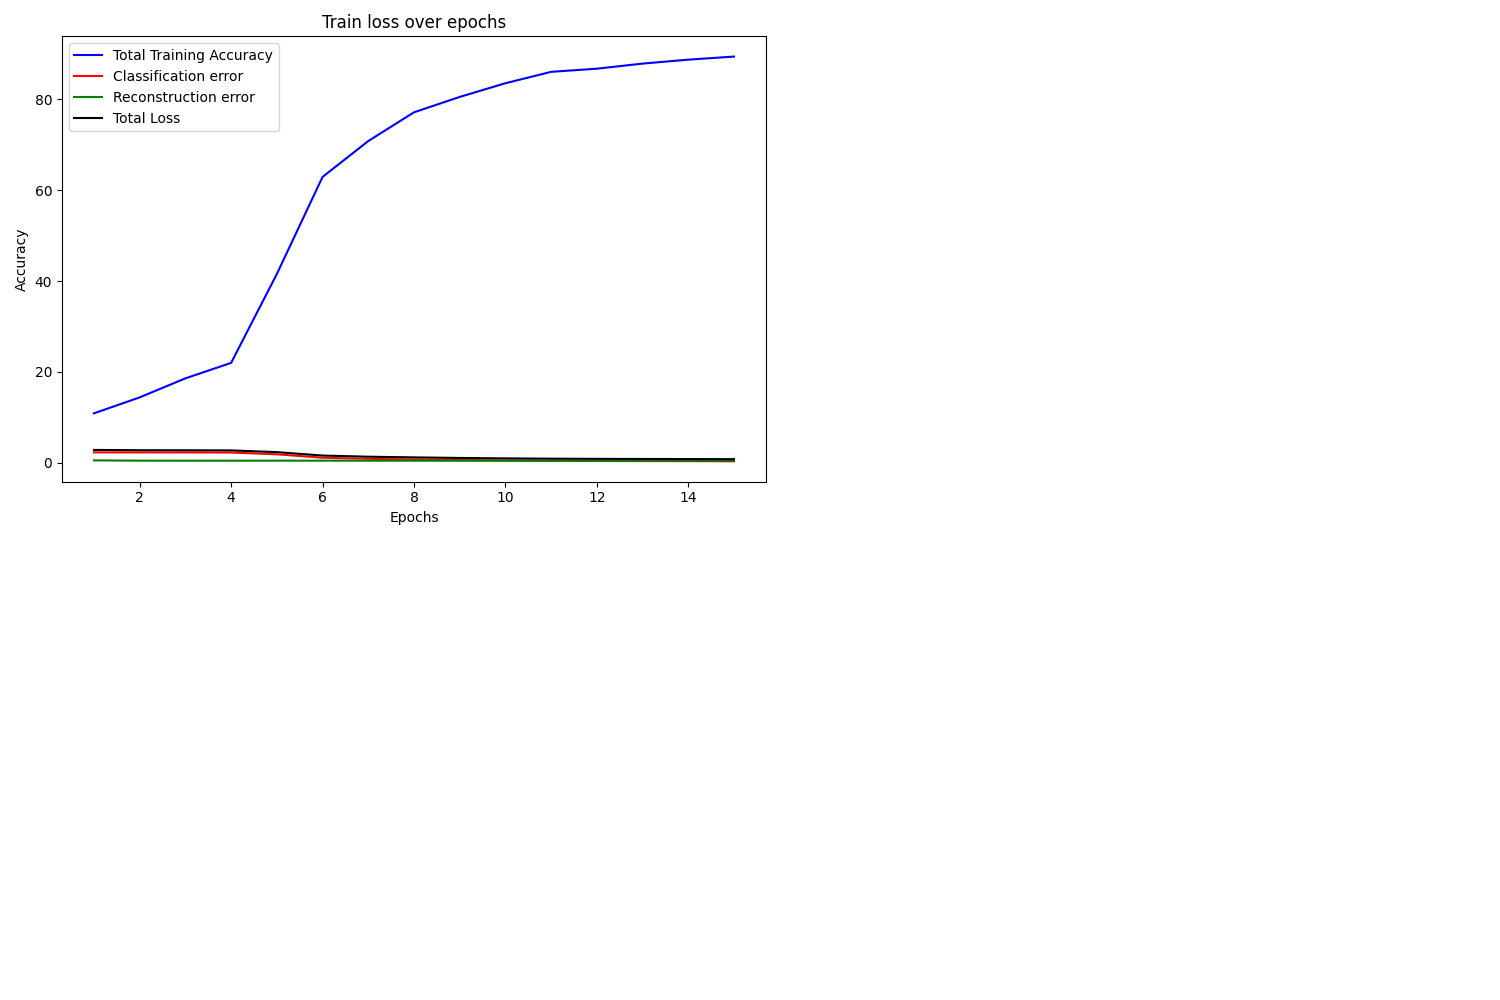 Train loss over epochs
Total Training Accuracy
Classification error
Reconstruction error
Total Loss
80
60
40
20
0
Accuracy
2 4 6 8 10 12 14
Epochs